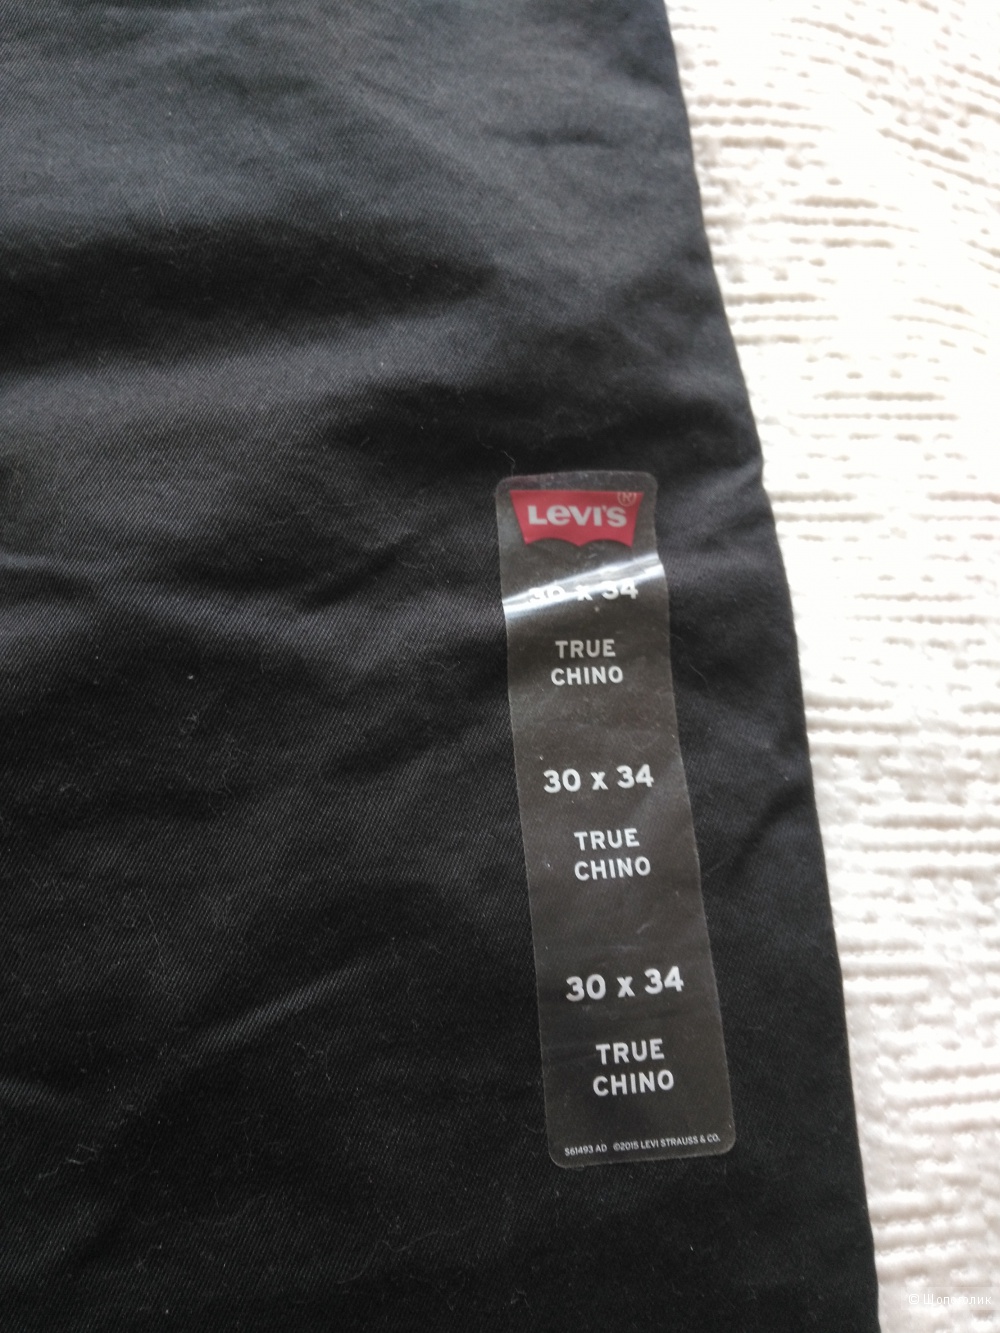 LEVI'S®
30 x 34
TRUE
CHINO
30 x 34
TRUE
CHINO
30 x 34
TRUE
CHINO
S61493 AD ©2015 LEVI STRAUSS & CO.
© Шопоголик